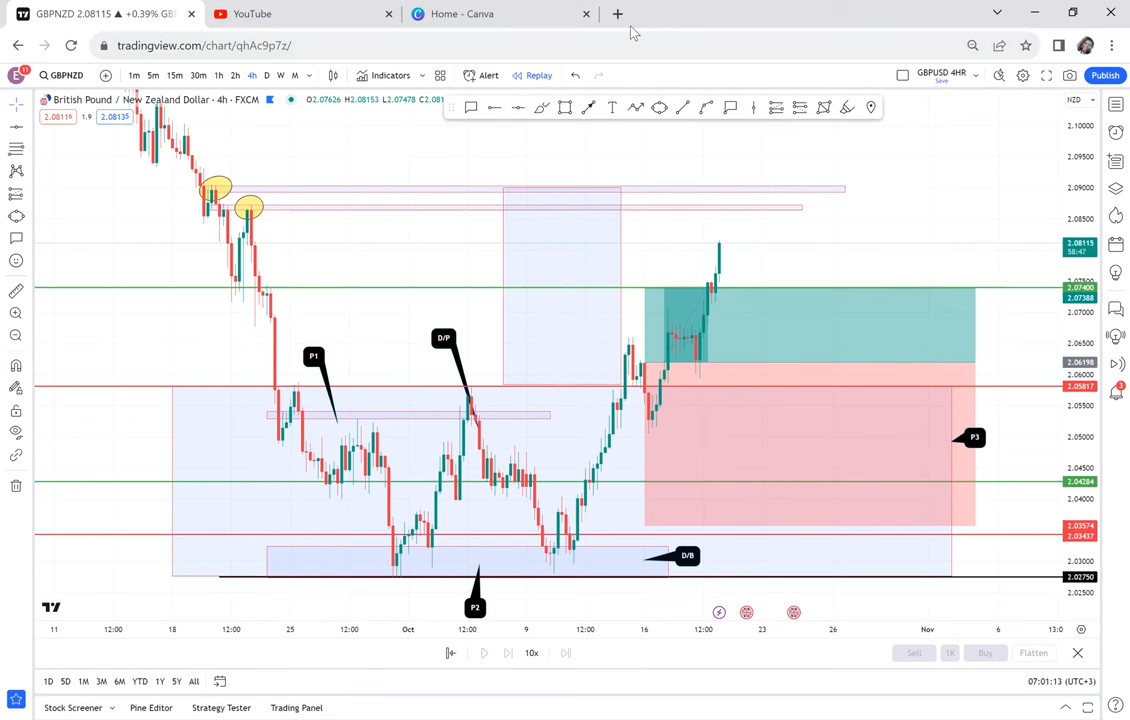 GBPNZD 2.08115 ▲ +0.39% GBP
YouTube
Home - Canva
tradingview.com/chart/qhAc9p7z/
E 11 GBPNZD 1m 5m 15m 30m 1h 2h 4h D W M Indicators Alert Replay GBPUSD 4HR Save Publish
British Pound / New Zealand Dollar · 4h · FXCM O2.07626 H2.08153 L2.07478 NZD
2.08119 1.9 2.08135
2.10000
2.09500
2.09000
2.08500
2.08115
58:47
2.07400
2.07388
2.07000
2.06500
2.06198
2.06000
2.05817
2.05500
2.05000
2.04500
2.04284
2.04000
2.03574
2.03437
2.03000
2.02750
2.02500
P1
D/P
P3
D/B
P2
3
11 12:00 18 12:00 25 12:00 Oct 12:00 9 12:00 16 12:00 23 26 Nov 6 13:0
10x Sell 1K Buy Flatten
1D 5D 1M 3M 6M YTD 1Y 5Y All 07:01:13 (UTC+3)
Stock Screener Pine Editor Strategy Tester Trading Panel